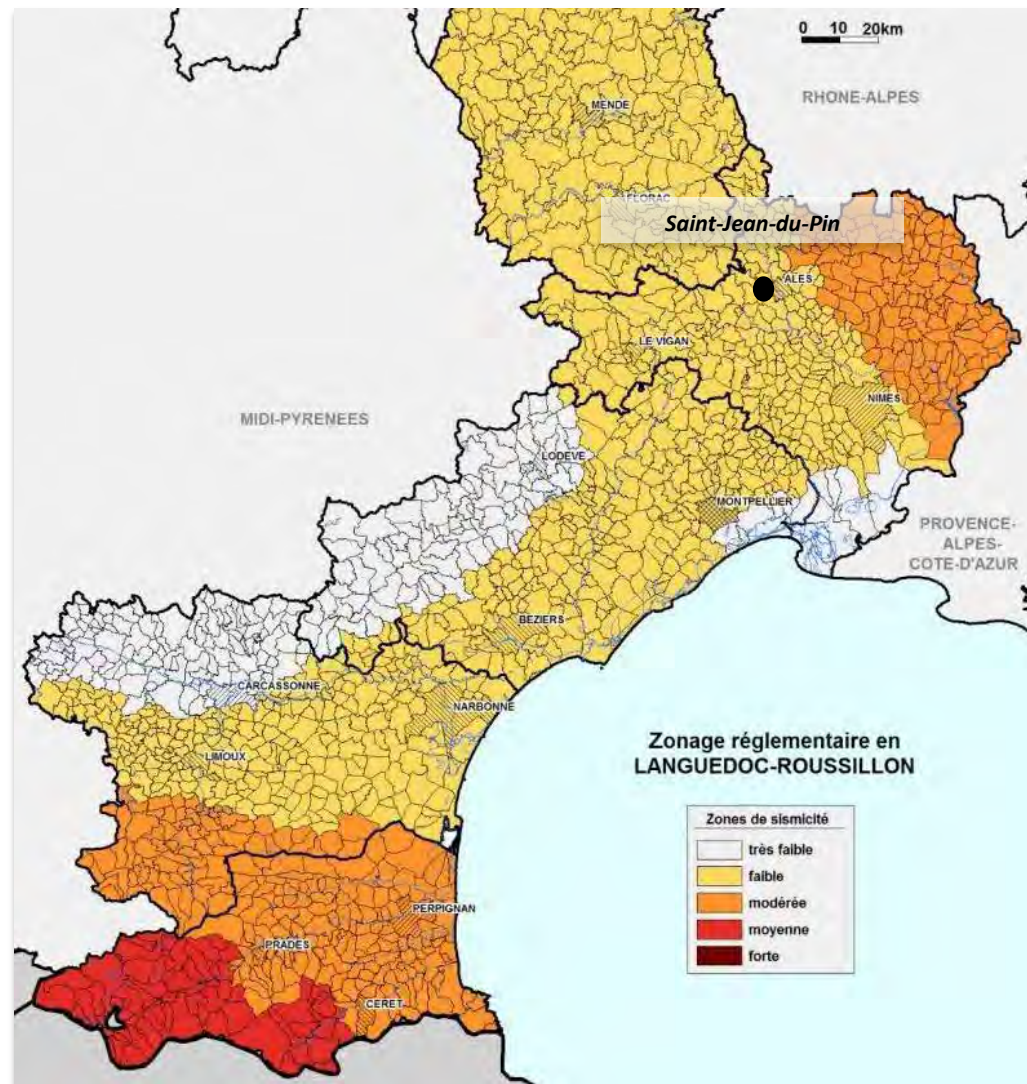 0 10 20km
RHONE-ALPES
MENDE
FLORAC
Saint-Jean-du-Pin
ALES
LE VIGAN
NIMES
MIDI-PYRENEES
LODEVE
MONTPELLIER
PROVENCE-
ALPES-
COTE-D'AZUR
BEZIERS
CARCASSONNE
NARBONNE
LIMOUX
Zonage réglementaire en
LANGUEDOC-ROUSSILLON
Zones de sismicité
très faible
faible
modérée
moyenne
forte
PERPIGNAN
PRADES
CERET